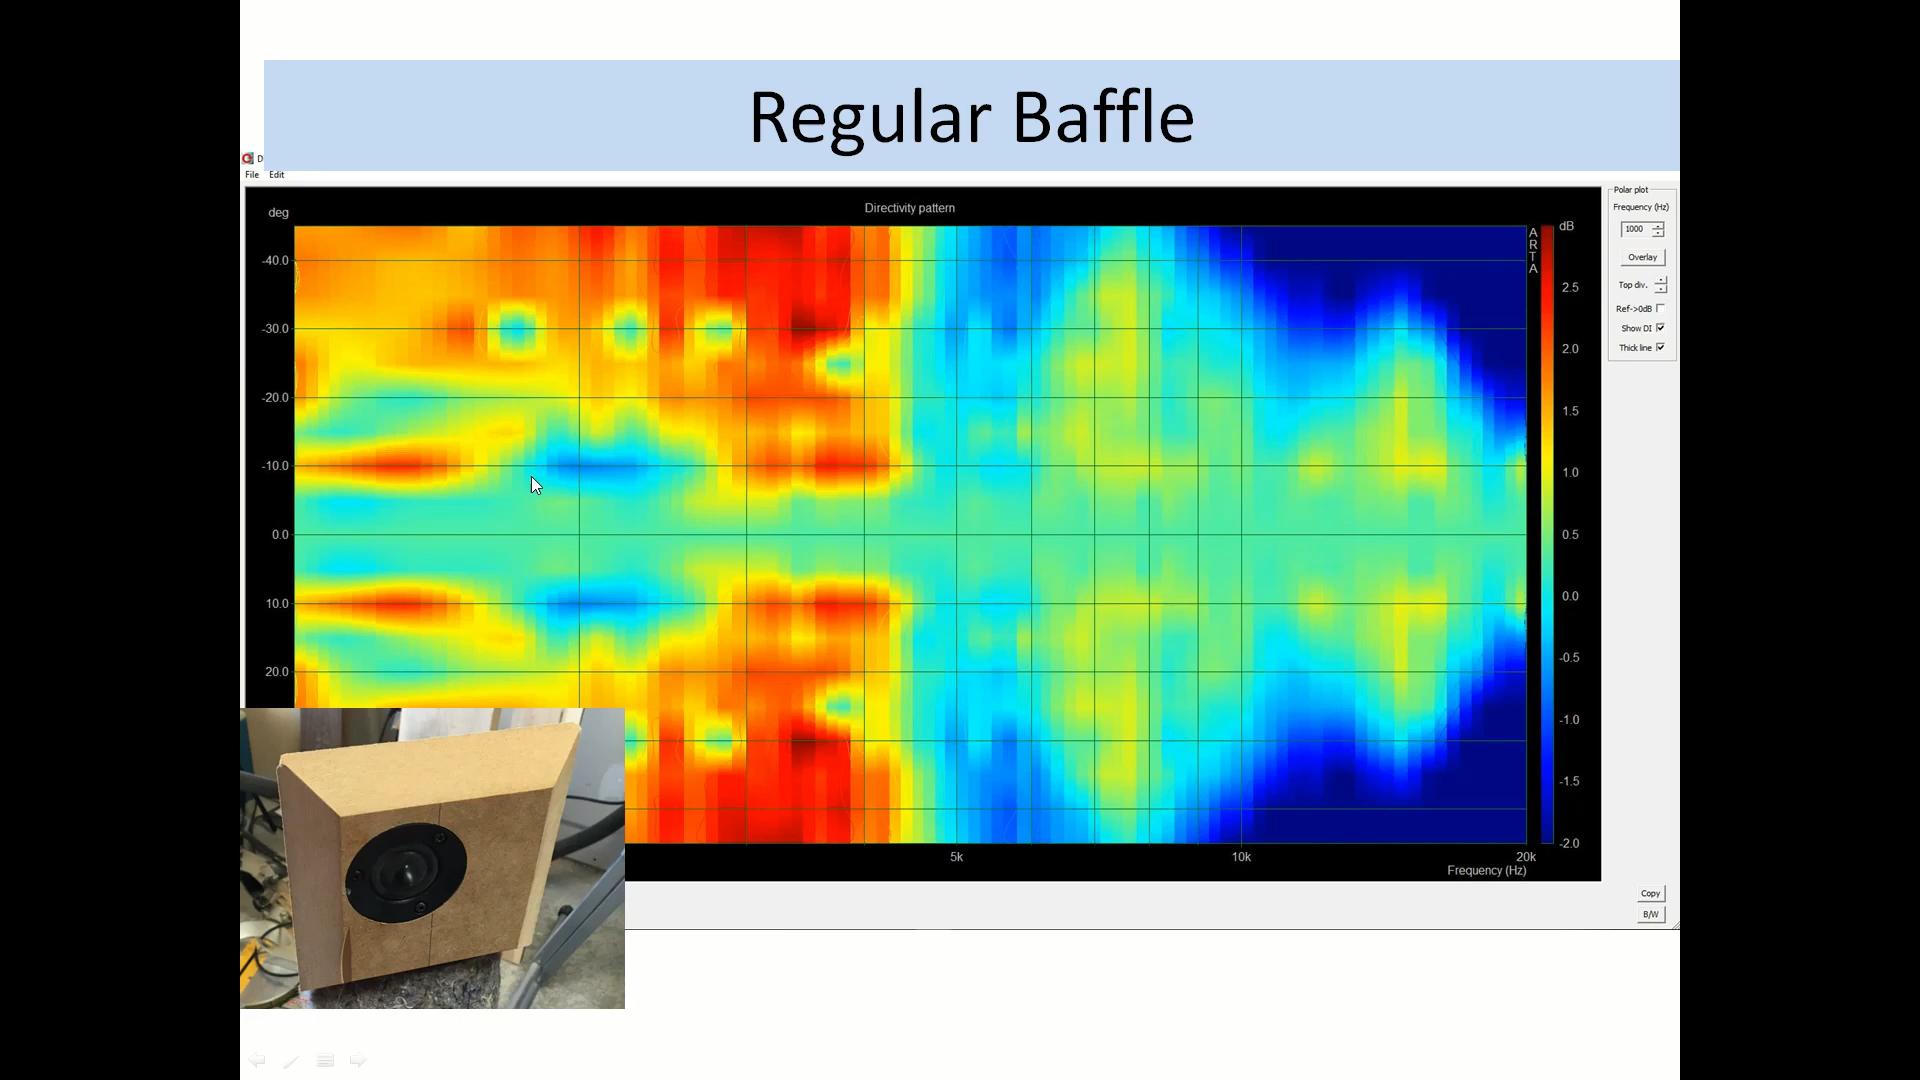 Regular Baffle
D
File Edit
Directivity pattern
deg
-40.0
-30.0
-20.0
-10.0
0.0
10.0
20.0
5k 10k 20k
Frequency (Hz)
A
R
T
A
dB
2.5
2.0
1.5
1.0
0.5
0.0
-0.5
-1.0
-1.5
-2.0
Polar plot
Frequency (Hz)
1000
Overlay
Top div.
Ref->0dB
Show DI
Thick line
Copy
B/W